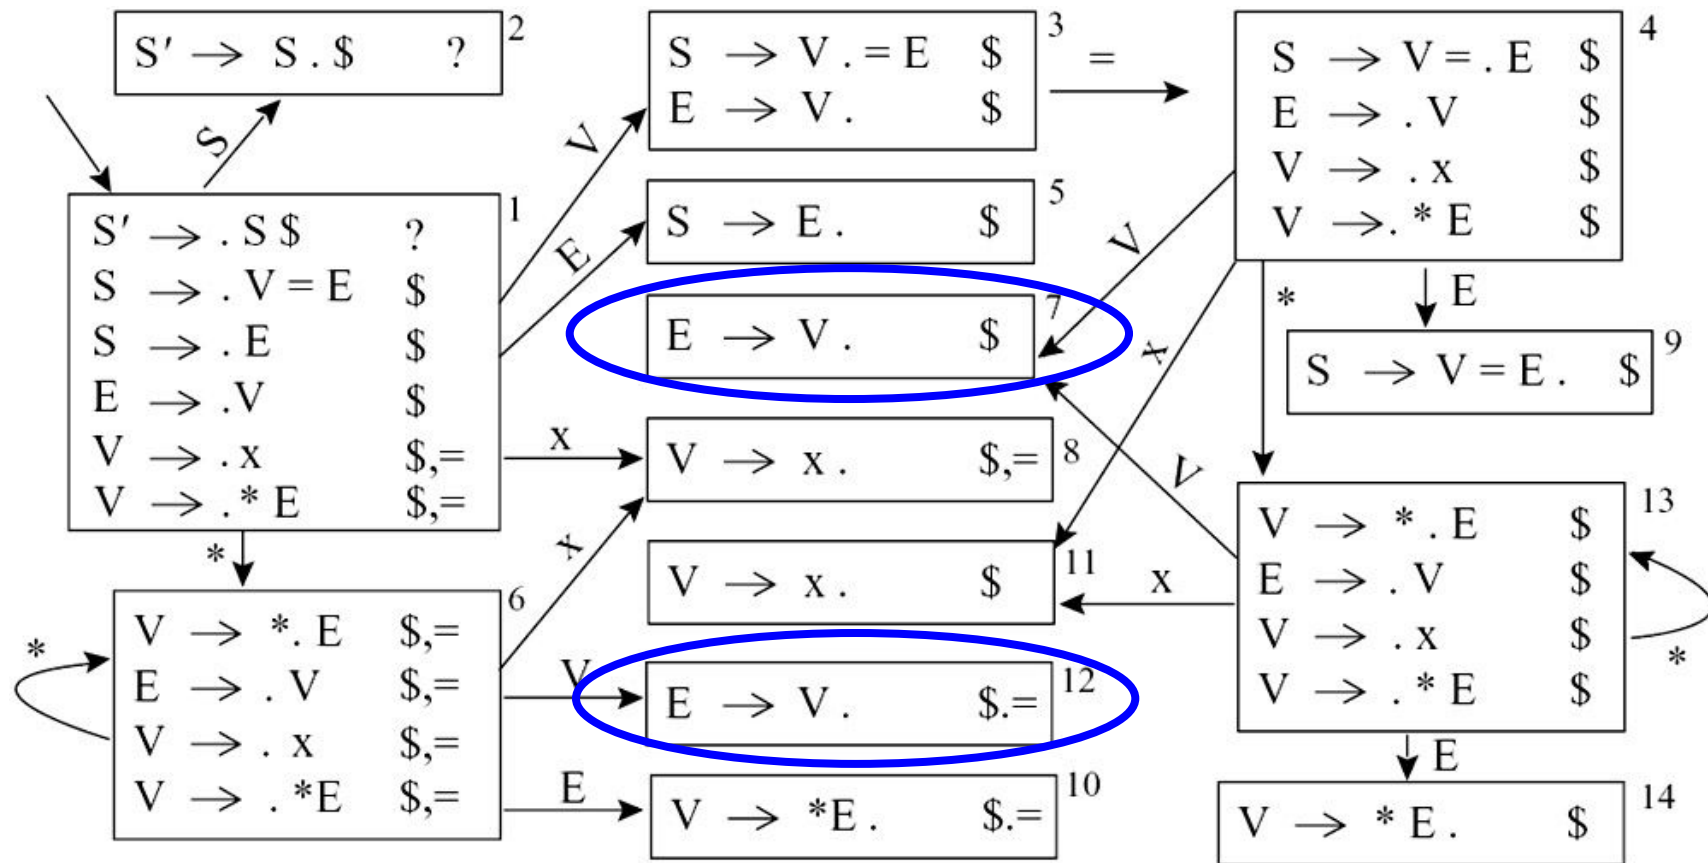 2
S′ → S . $ ?
S
1
S′ → . S $ ?
S → . V = E $
S → . E $
E → .V $
V → . x $,=
V → . * E $,=
V
E
x
*
6
V → *. E $,=
E → . V $,=
V → . x $,=
V → . *E $,=
*
x
V
E
3
S → V . = E $
E → V . $
=
5
S → E . $
7
E → V . $
8
V → x . $,=
11
V → x . $
12
E → V . $.=
10
V → *E . $.=
4
S → V = . E $
E → . V $
V → . x $
V →. * E $
V
x
*
E
9
S → V = E . $
13
V → * . E $
E → . V $
V → . x $
V → . * E $
V
x
*
E
14
V → * E . $